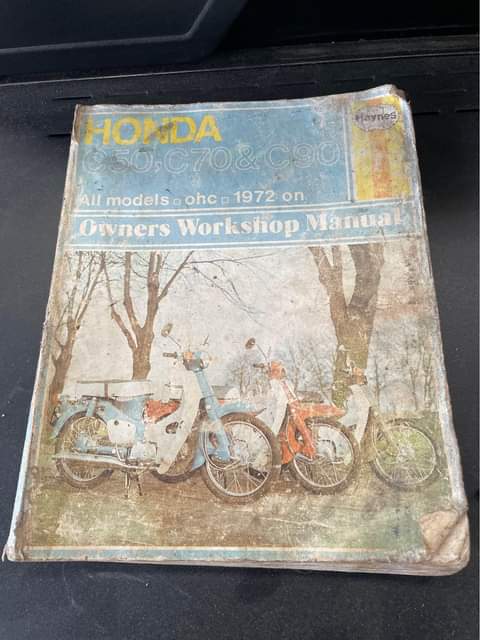 HONDA
C50, C70 & C90
Haynes
All models ▫ ohc ▫ 1972 on
Owners Workshop Manual